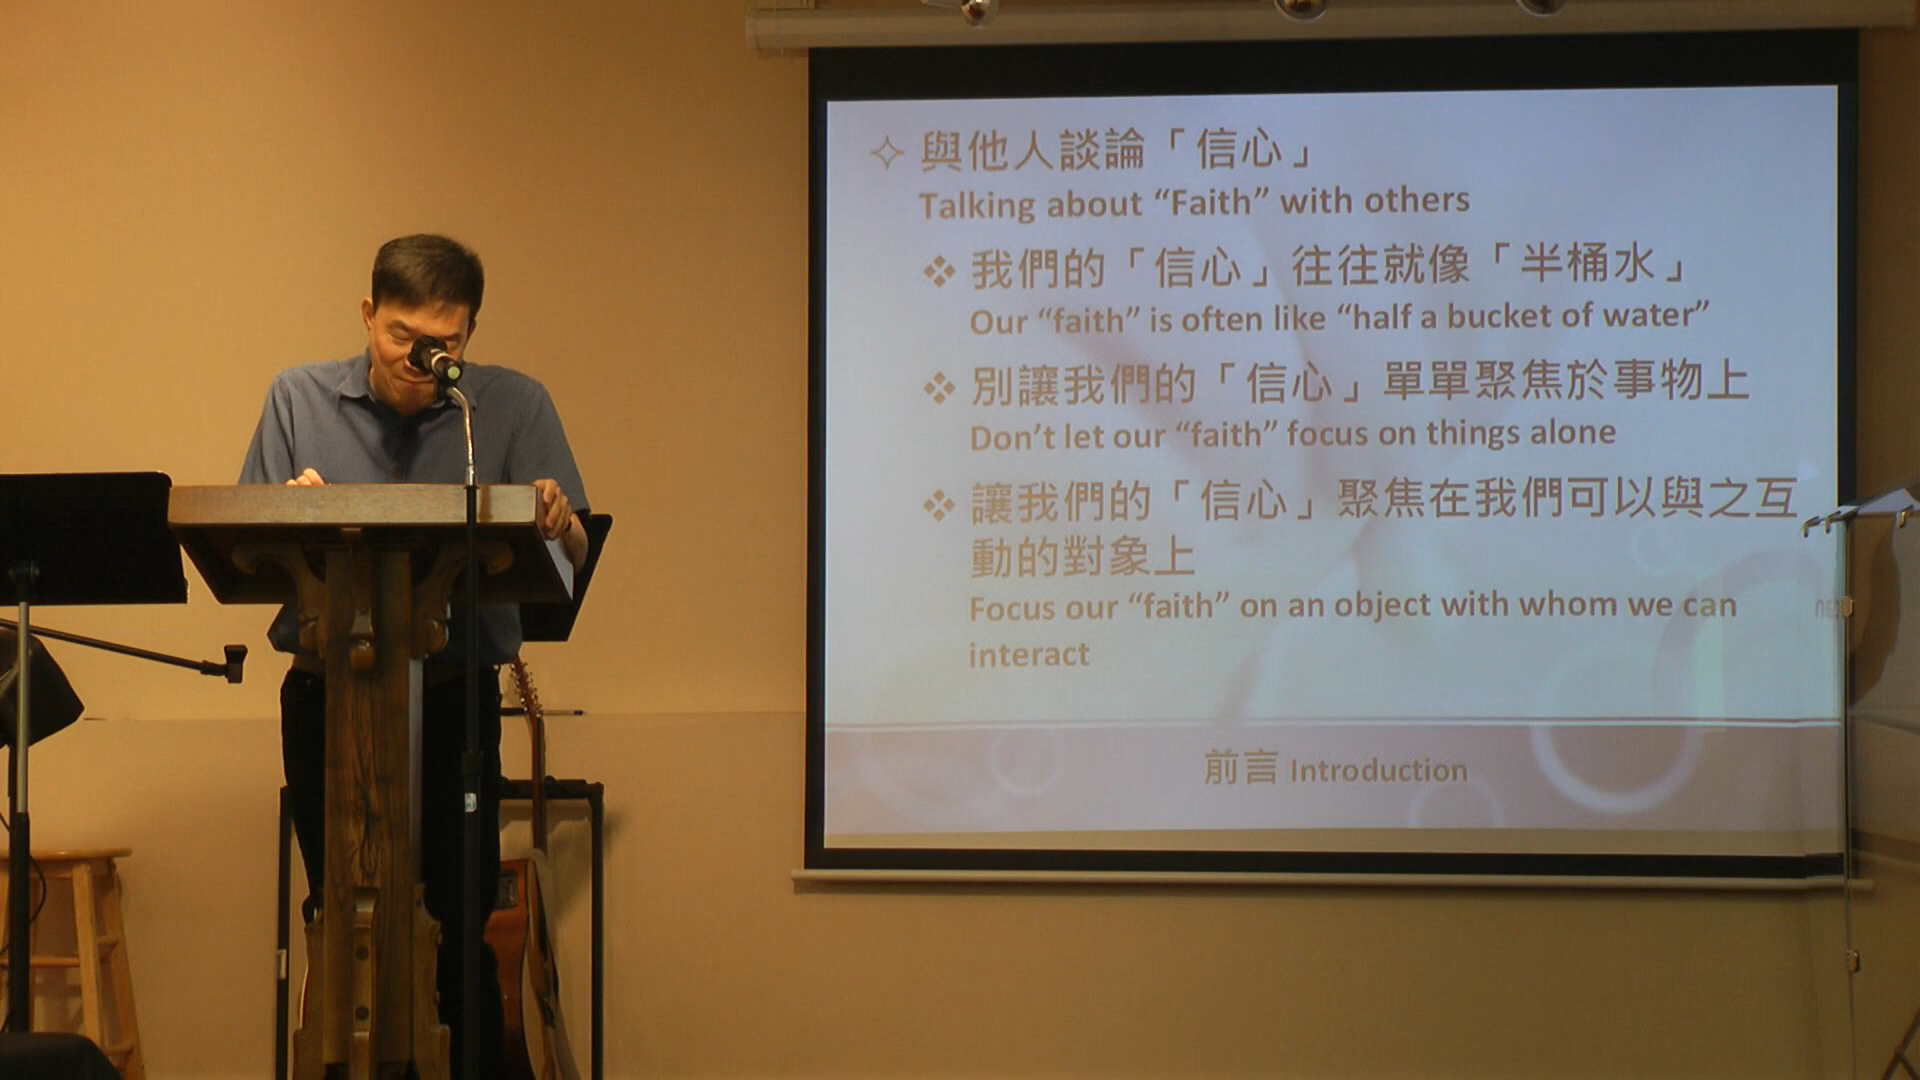 與他人談論「信心」
Talking about “Faith” with others
我們的「信心」往往就像「半桶水」
Our “faith” is often like “half a bucket of water”
別讓我們的「信心」單單聚焦於事物上
Don’t let our “faith” focus on things alone
讓我們的「信心」聚焦在我們可以與之互
動的對象上
Focus our “faith” on an object with whom we can
interact
前言 Introduction